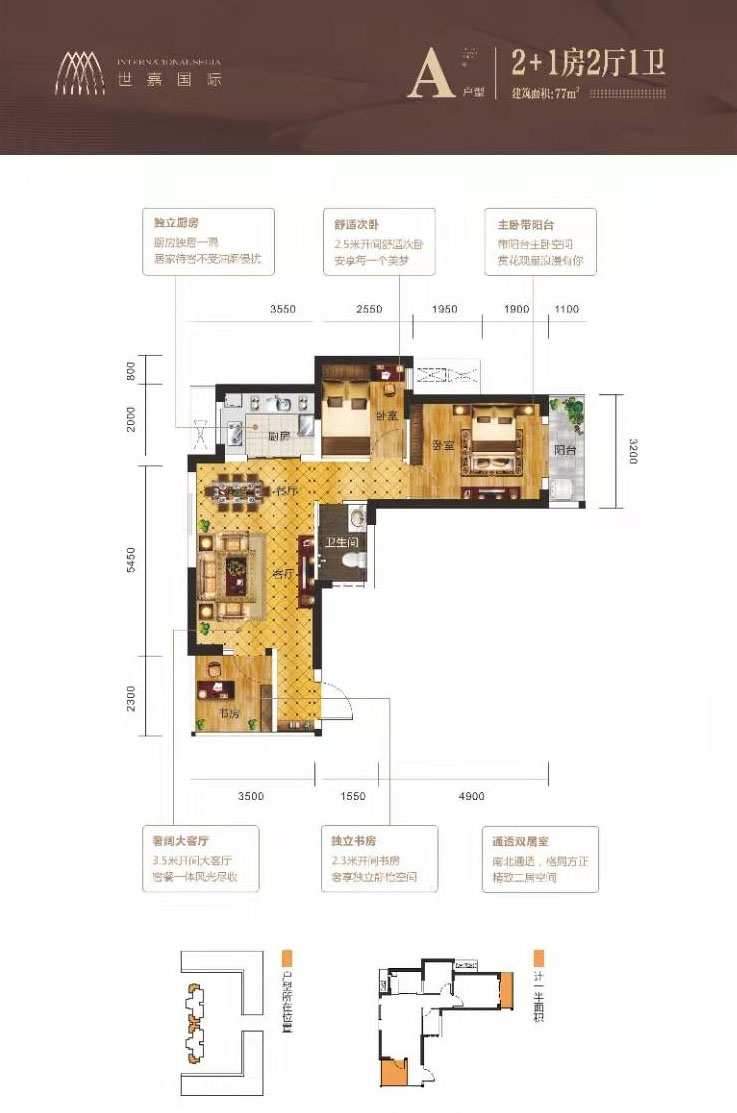 INTERNATIONAL SHIJIA
世嘉国际
A
户型
2+1房2厅1卫
建筑面积:77m²
独立厨房
厨房独居一隅
居家待客不受油烟侵扰
舒适次卧
2.5米开间舒适次卧
安享每一个美梦
主卧带阳台
带阳台主卧空间
赏花观星浪漫有你
3550
2550
1950
1900
1100
800
2000
5450
2300
3200
厨房
卧室
卧室
阳台
餐厅
卫生间
客厅
书房
3500
1550
4900
奢阔大客厅
3.5米开间大客厅
客餐一体风光尽收
独立书房
2.3米开间书房
奢享独立静怡空间
通透双居室
南北通透，格局方正
精致二居空间
户型所在位置
计一半面积